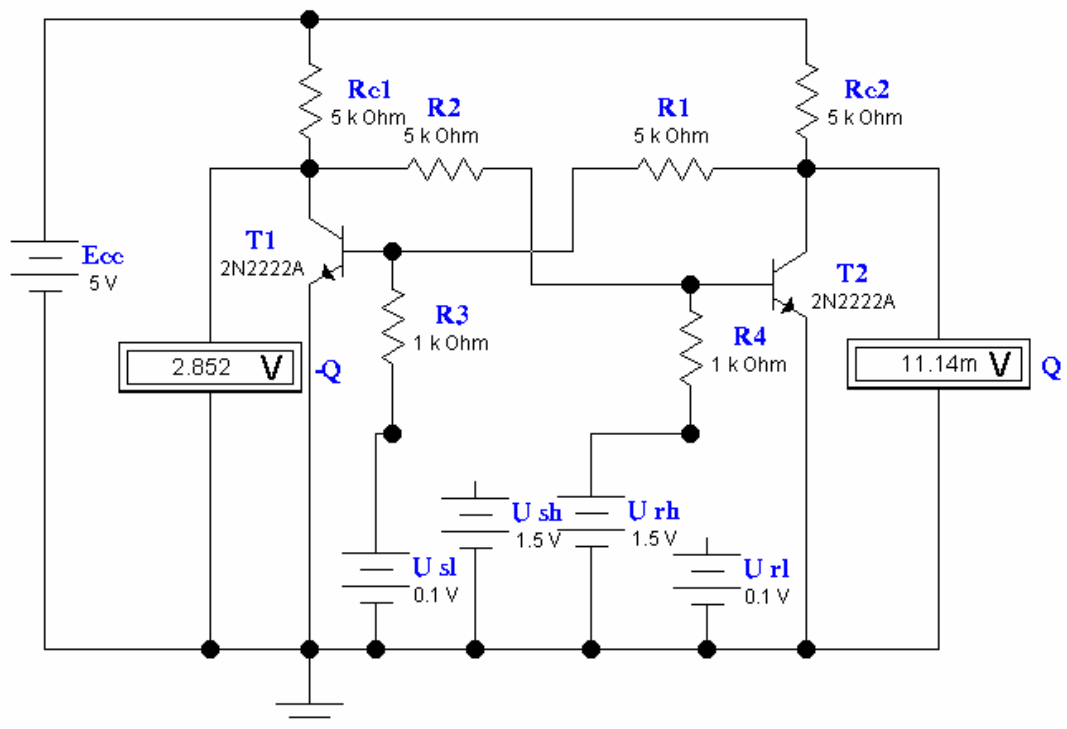 Rc1
5 k Ohm
R2
5 k Ohm
R1
5 k Ohm
Rc2
5 k Ohm
Ecc
5 V
T1
2N2222A
T2
2N2222A
R3
1 k Ohm
R4
1 k Ohm
2.852 V
-Q
11.14m V
Q
U sh
1.5 V
U rh
1.5 V
U sl
0.1 V
U rl
0.1 V